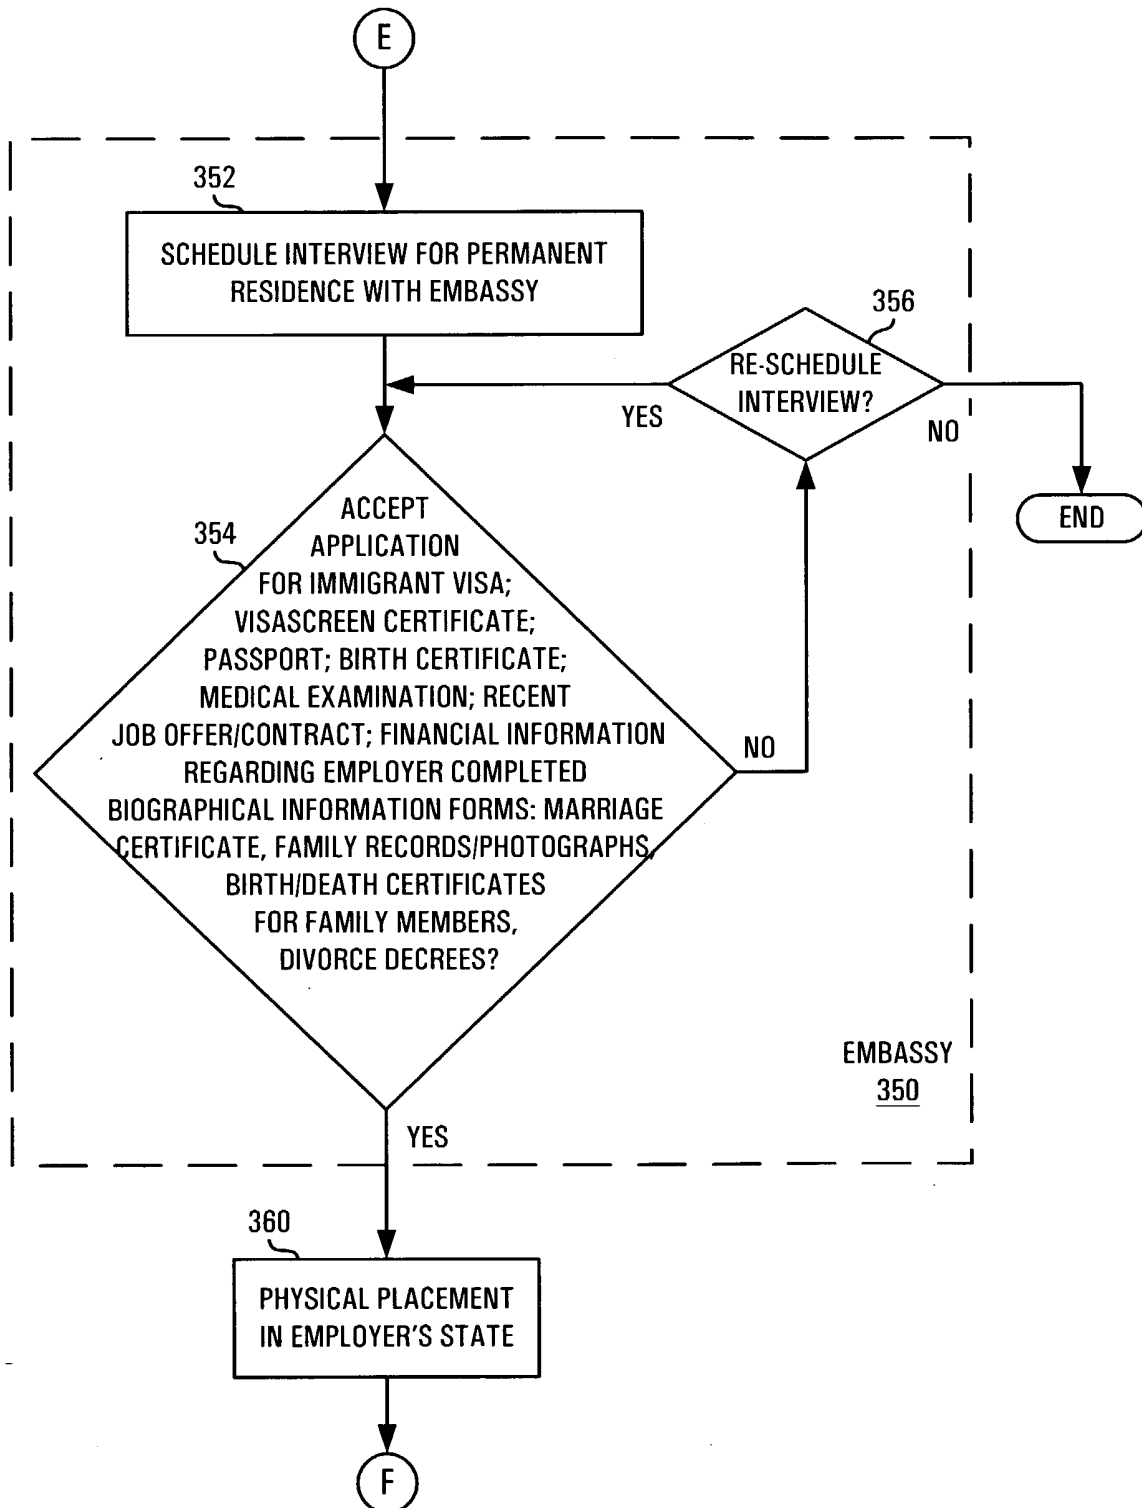 E
352
SCHEDULE INTERVIEW FOR PERMANENT
RESIDENCE WITH EMBASSY
356
RE-SCHEDULE
INTERVIEW?
YES
NO
END
354
ACCEPT
APPLICATION
FOR IMMIGRANT VISA;
VISASCREEN CERTIFICATE;
PASSPORT; BIRTH CERTIFICATE;
MEDICAL EXAMINATION; RECENT
JOB OFFER/CONTRACT; FINANCIAL INFORMATION
REGARDING EMPLOYER COMPLETED
BIOGRAPHICAL INFORMATION FORMS: MARRIAGE
CERTIFICATE, FAMILY RECORDS/PHOTOGRAPHS,
BIRTH/DEATH CERTIFICATES
FOR FAMILY MEMBERS,
DIVORCE DECREES?
NO
EMBASSY
350
YES
360
PHYSICAL PLACEMENT
IN EMPLOYER'S STATE
F